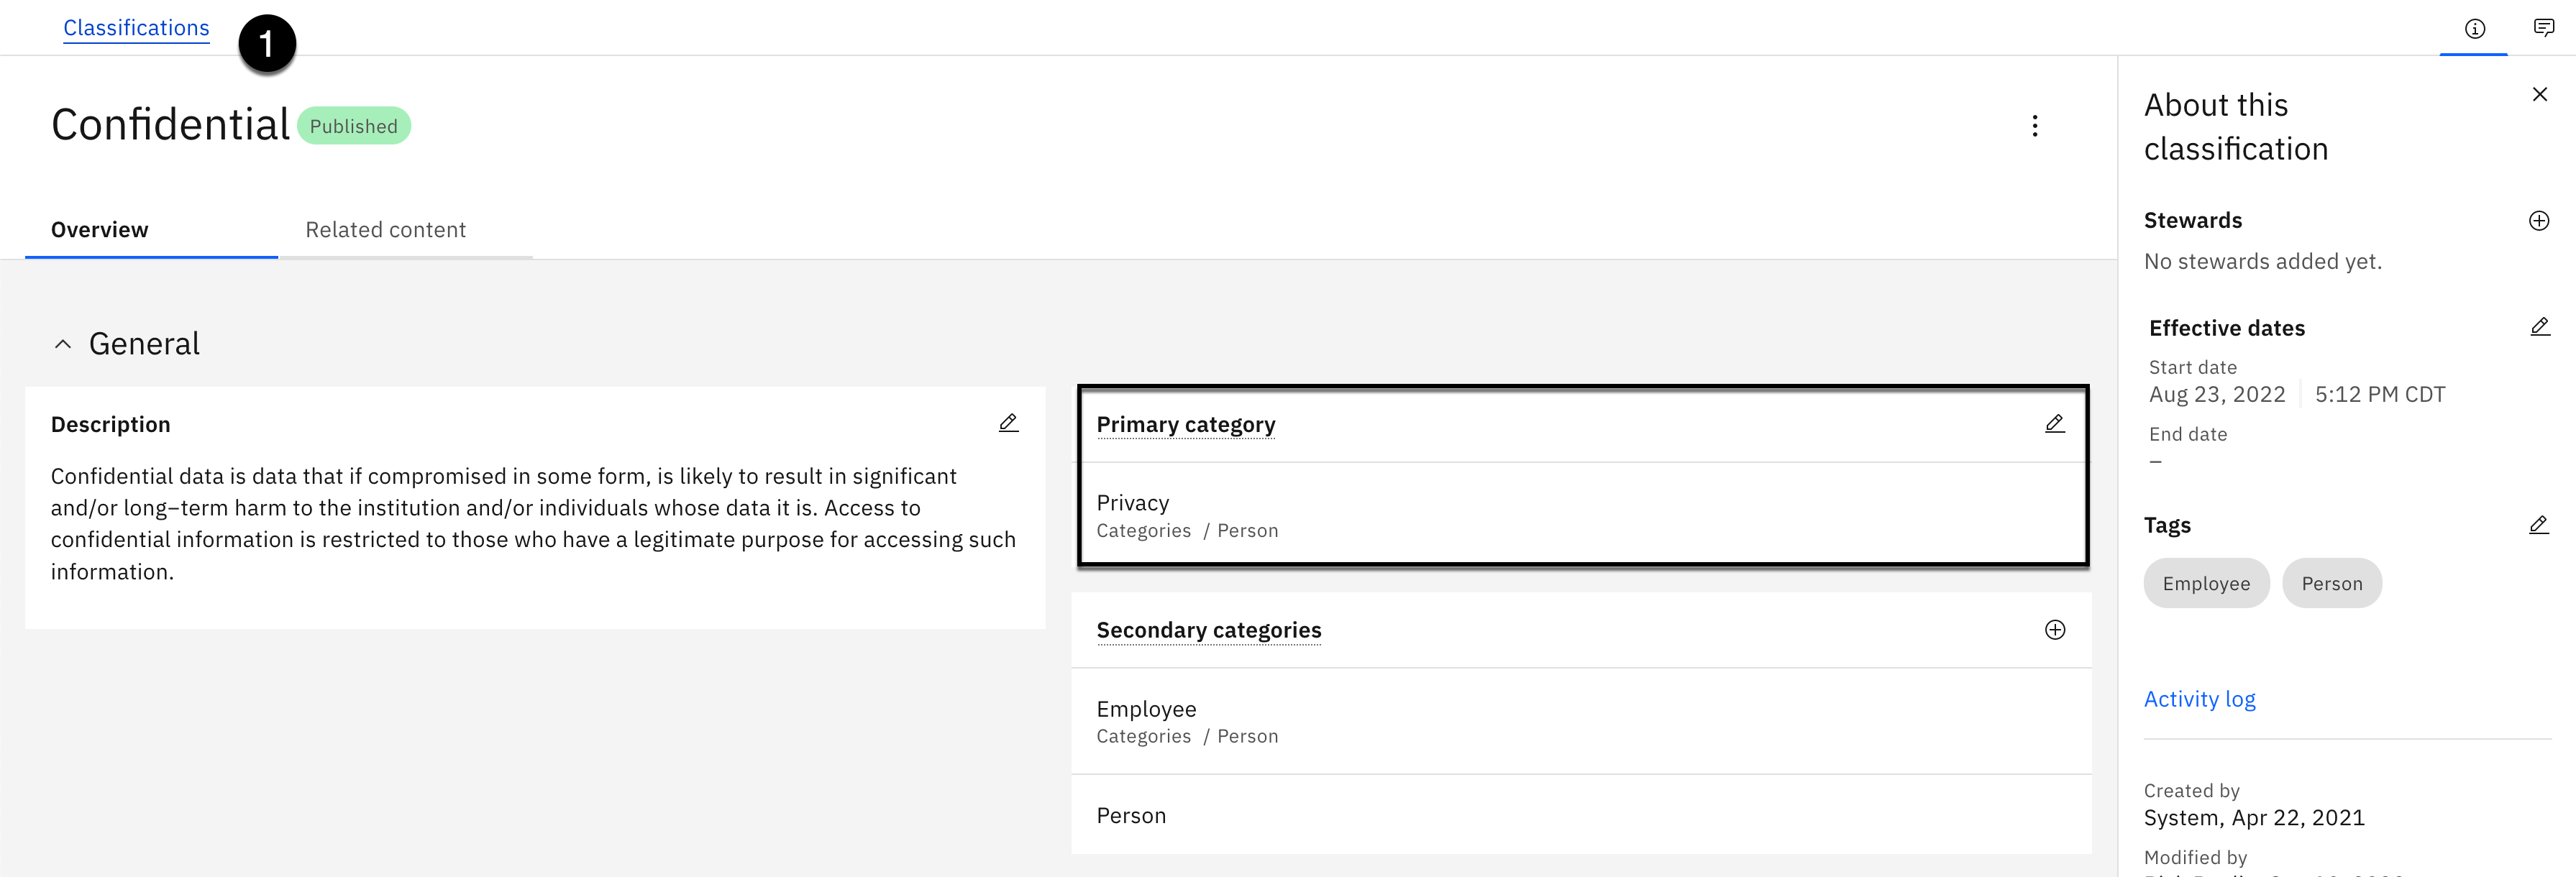 Classifications
1
Confidential Published
Overview
Related content
General
Description
Confidential data is data that if compromised in some form, is likely to result in significant
and/or long–term harm to the institution and/or individuals whose data it is. Access to
confidential information is restricted to those who have a legitimate purpose for accessing such
information.
Primary category
Privacy
Categories / Person
Secondary categories
Employee
Categories / Person
Person
About this
classification
Stewards
No stewards added yet.
Effective dates
Start date
Aug 23, 2022 5:12 PM CDT
End date
–
Tags
Employee Person
Activity log
Created by
System, Apr 22, 2021
Modified by